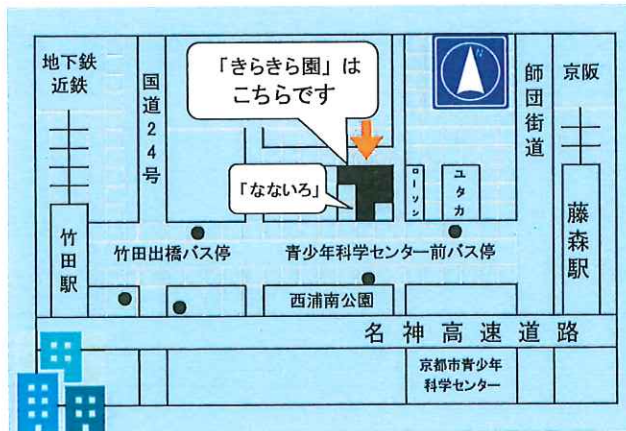 地下鉄
近鉄
国道24号
「きらきら園」は
こちらです
N
師団街道
京阪
「なないろ」
ローソン
ユタカ
竹田駅
竹田出橋バス停
青少年科学センター前バス停
藤森駅
西浦南公園
名神高速道路
京都市青少年
科学センター